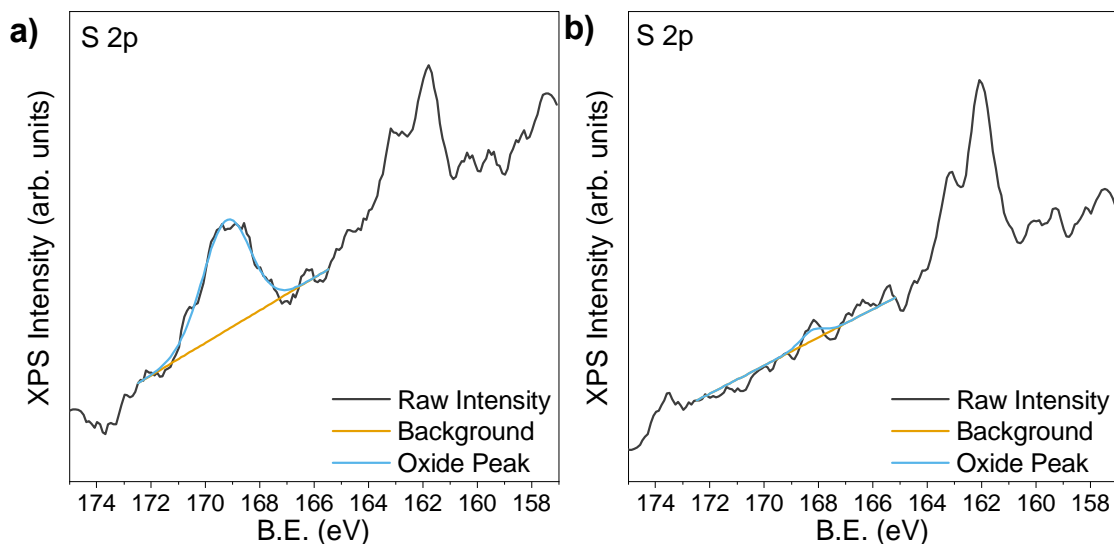 a)
S 2p
XPS Intensity (arb. units)
Raw Intensity
Background
Oxide Peak
174 172 170 168 166 164 162 160 158
B.E. (eV)
b)
S 2p
XPS Intensity (arb. units)
Raw Intensity
Background
Oxide Peak
174 172 170 168 166 164 162 160 158
B.E. (eV)